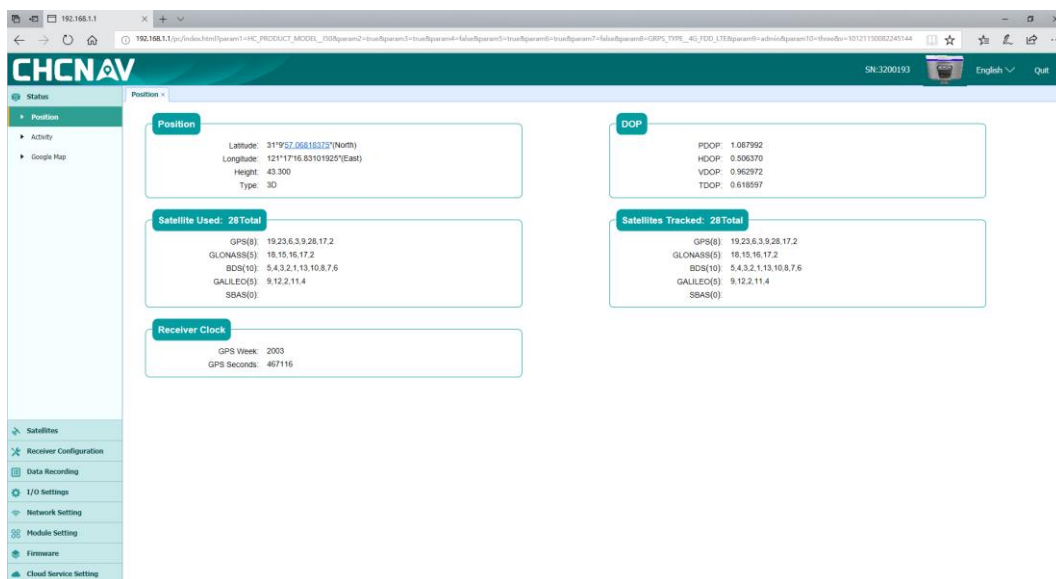 192.168.1.1
192.168.1.1/pc/index.html?param1=HC_PRODUCT_MODEL__I50&param2=true&param3=true&param4=false&param5=true&param6=true&param7=false&param8=GRPS_TYPE__4G_FDD_LTE&param9=admin&param10=three&v=10121150082245144
CHCNAV
SN:3200193
English
Quit
Status
Position ×
Position
Activity
Google Map
Position
Latitude: 31°9'57.06818375"(North)
Longitude: 121°17'16.83101925"(East)
Height: 43.300
Type: 3D
DOP
PDOP: 1.087992
HDOP: 0.506370
VDOP: 0.962972
TDOP: 0.618597
Satellite Used: 28Total
GPS(8): 19,23,6,3,9,28,17,2
GLONASS(5): 18,15,16,17,2
BDS(10): 5,4,3,2,1,13,10,8,7,6
GALILEO(5): 9,12,2,11,4
SBAS(0):
Satellites Tracked: 28Total
GPS(8): 19,23,6,3,9,28,17,2
GLONASS(5): 18,15,16,17,2
BDS(10): 5,4,3,2,1,13,10,8,7,6
GALILEO(5): 9,12,2,11,4
SBAS(0):
Receiver Clock
GPS Week: 2003
GPS Seconds: 467116
Satellites
Receiver Configuration
Data Recording
I/O Settings
Network Setting
Module Setting
Firmware
Cloud Service Setting